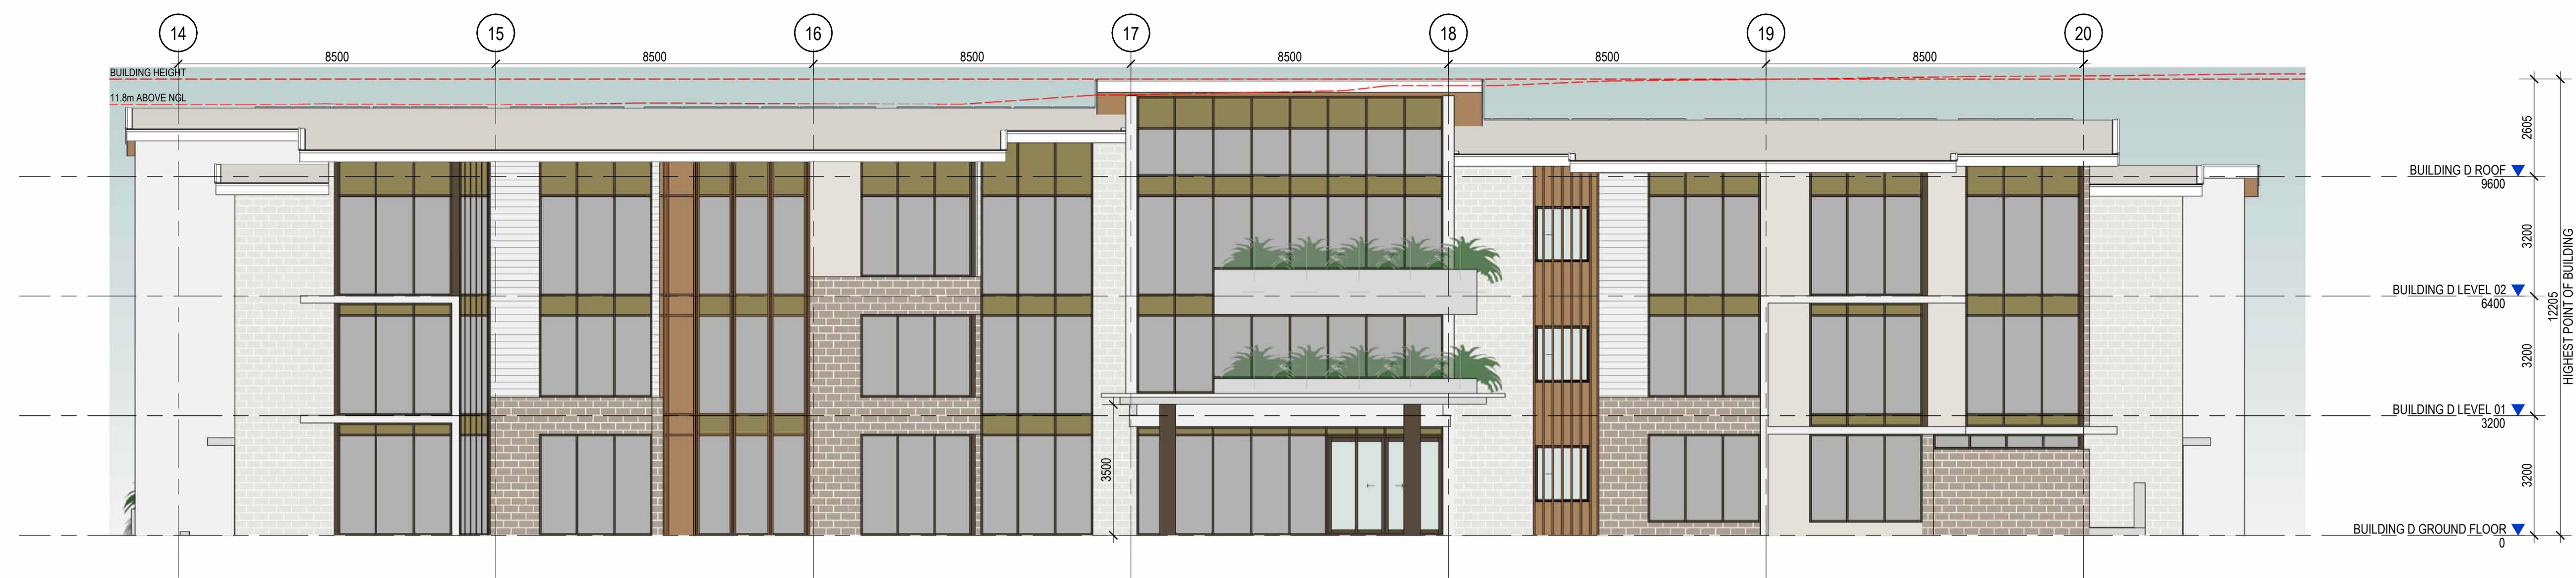 14 15 16 17 18 19 20
8500 8500 8500 8500 8500 8500
BUILDING HEIGHT
11.8m ABOVE NGL
2605
BUILDING D ROOF
9600
3200
HIGHEST POINT OF BUILDING
12205
BUILDING D LEVEL 02
6400
3200
BUILDING D LEVEL 01
3200
3500
3200
BUILDING D GROUND FLOOR
0